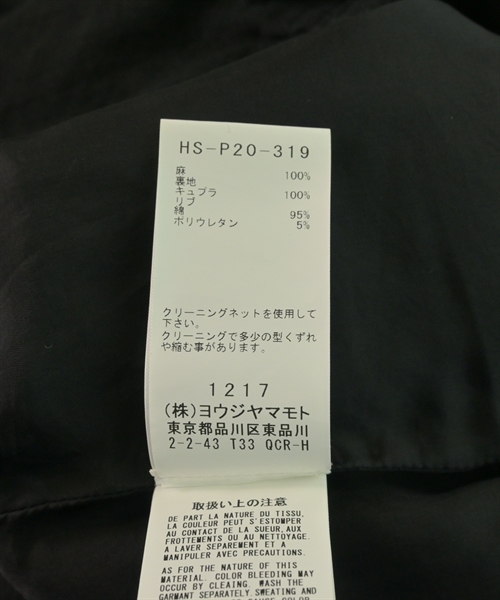 HS-P20-319
麻 100%
裏地
キュプラ 100%
リブ
綿 95%
ポリウレタン 5%
クリーニングネットを使用して
下さい。
クリーニングで多少の型くずれ
や縮む事があります。
1217
(株)ヨウジヤマモト
東京都品川区東品川
2-2-43 T33 QCR-H
取扱い上の注意
DE PART LA NATURE DU TISSU,
LA COULEUR PEUT S'ESTOMPER
AU CONTACT DE LA SUEUR,AUX
FROTTEMENTS OU AU NETTOYAGE.
A LAVER SEPAREMENT ET A
MANIPULER AVEC PRECAUTIONS.
AS FOR THE NATURE OF THIS
MATERIAL. COLOR BLEEDING MAY
OCCUR BY CLEAING. WASH THE
GARMANT SEPARATELY SWEATING AND